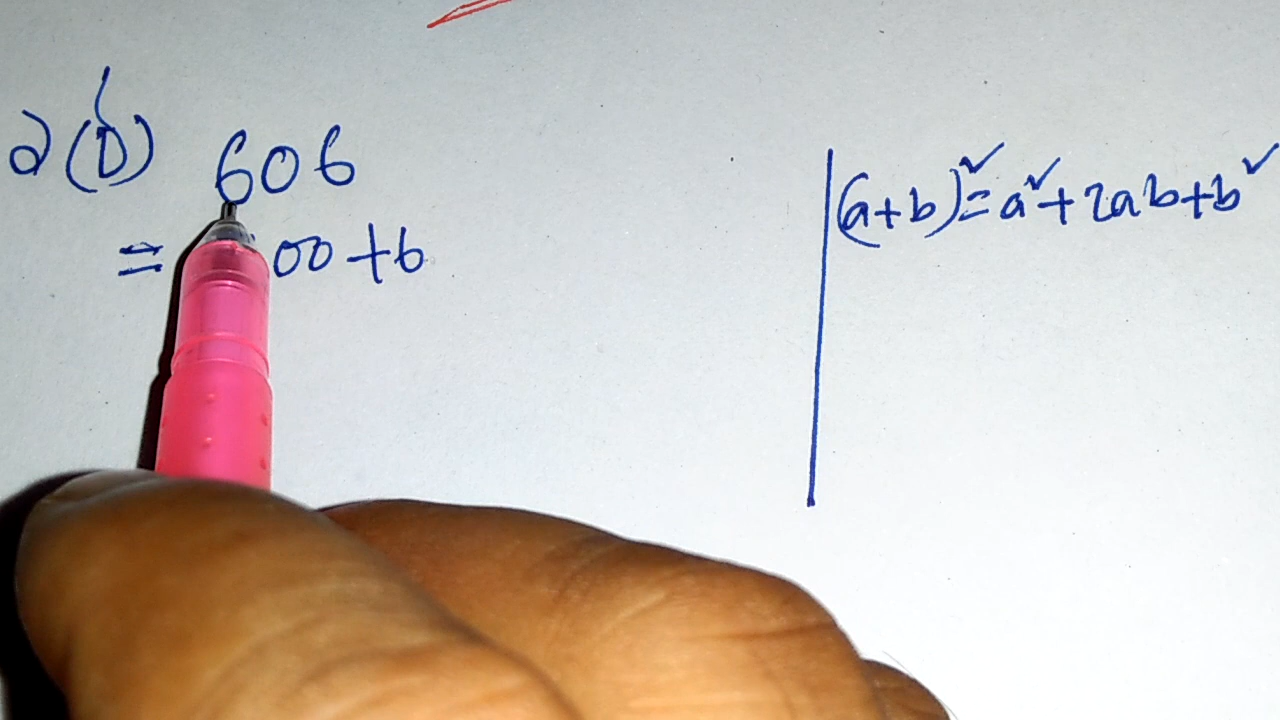 2(b) 606
= 00 + 6
(a+b)² = a² + 2ab + b²